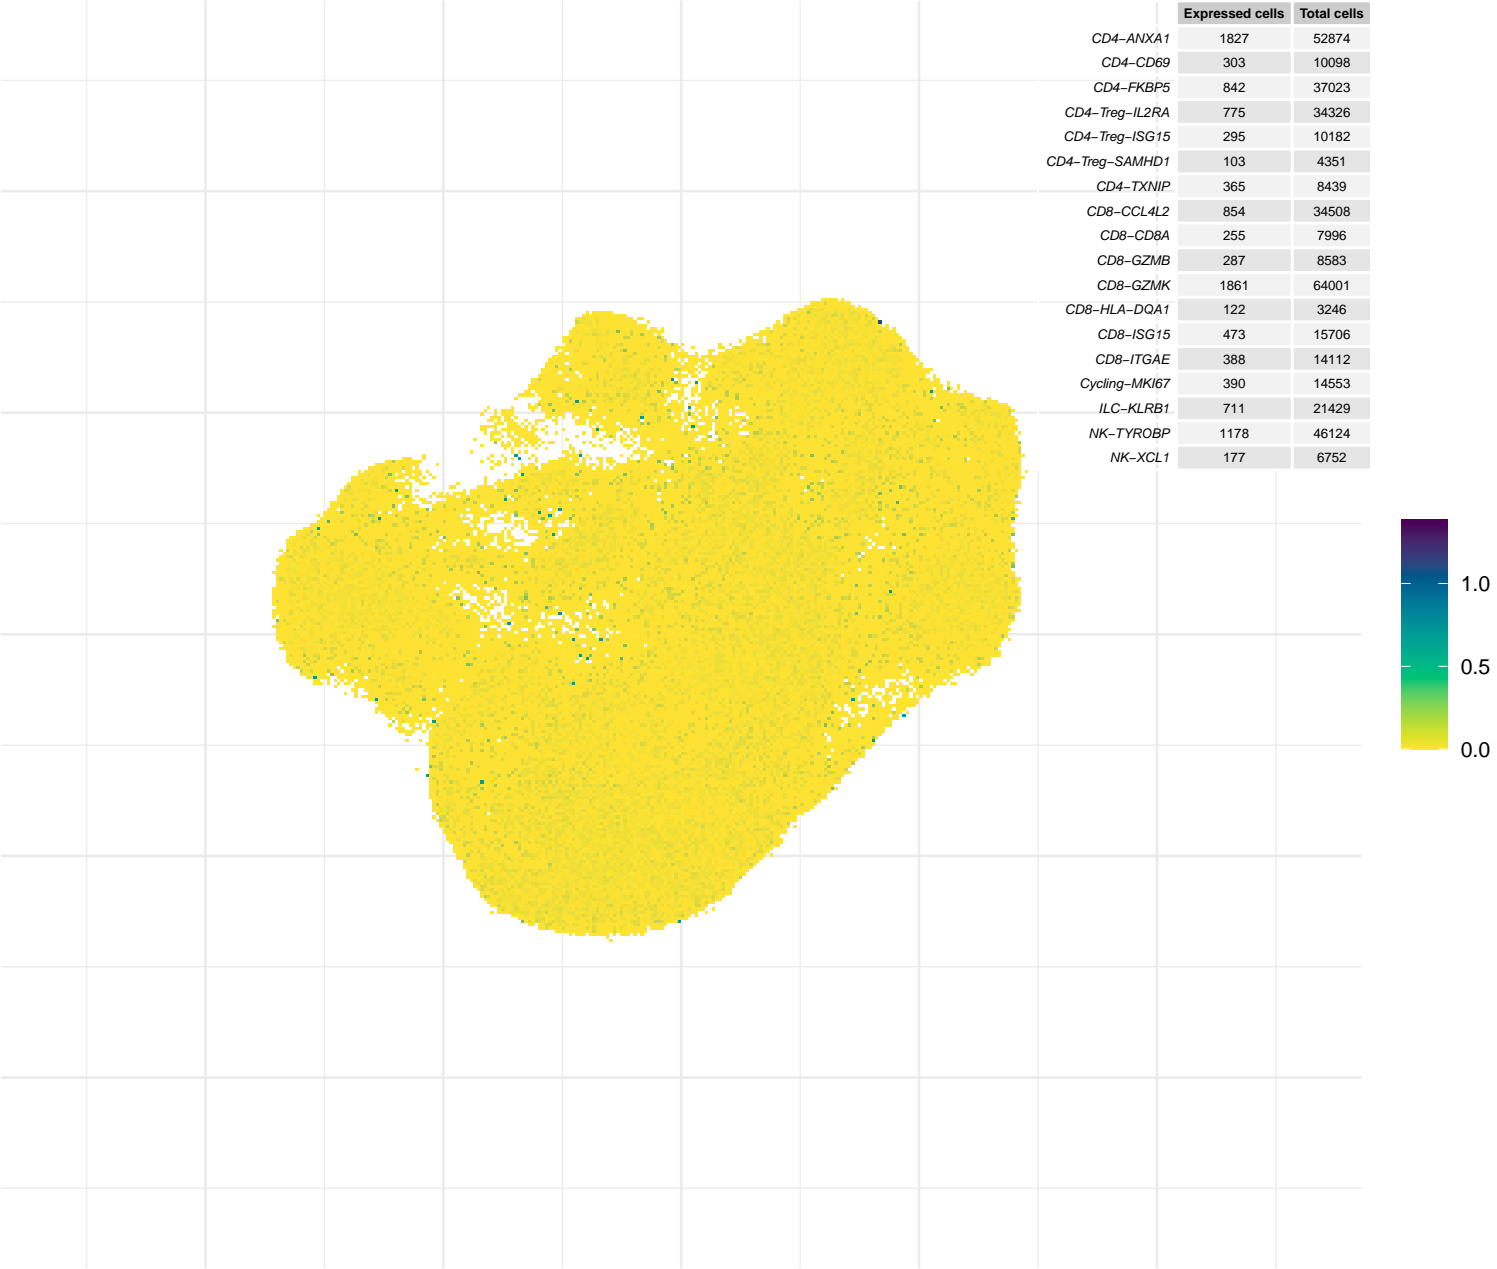 Expressed cells Total cells
CD4−ANXA1 1827 52874
CD4−CD69 303 10098
CD4−FKBP5 842 37023
CD4−Treg−IL2RA 775 34326
CD4−Treg−ISG15 295 10182
CD4−Treg−SAMHD1 103 4351
CD4−TXNIP 365 8439
CD8−CCL4L2 854 34508
CD8−CD8A 255 7996
CD8−GZMB 287 8583
CD8−GZMK 1861 64001
CD8−HLA−DQA1 122 3246
CD8−ISG15 473 15706
CD8−ITGAE 388 14112
Cycling−MKI67 390 14553
ILC−KLRB1 711 21429
NK−TYROBP 1178 46124
NK−XCL1 177 6752
1.0
0.5
0.0